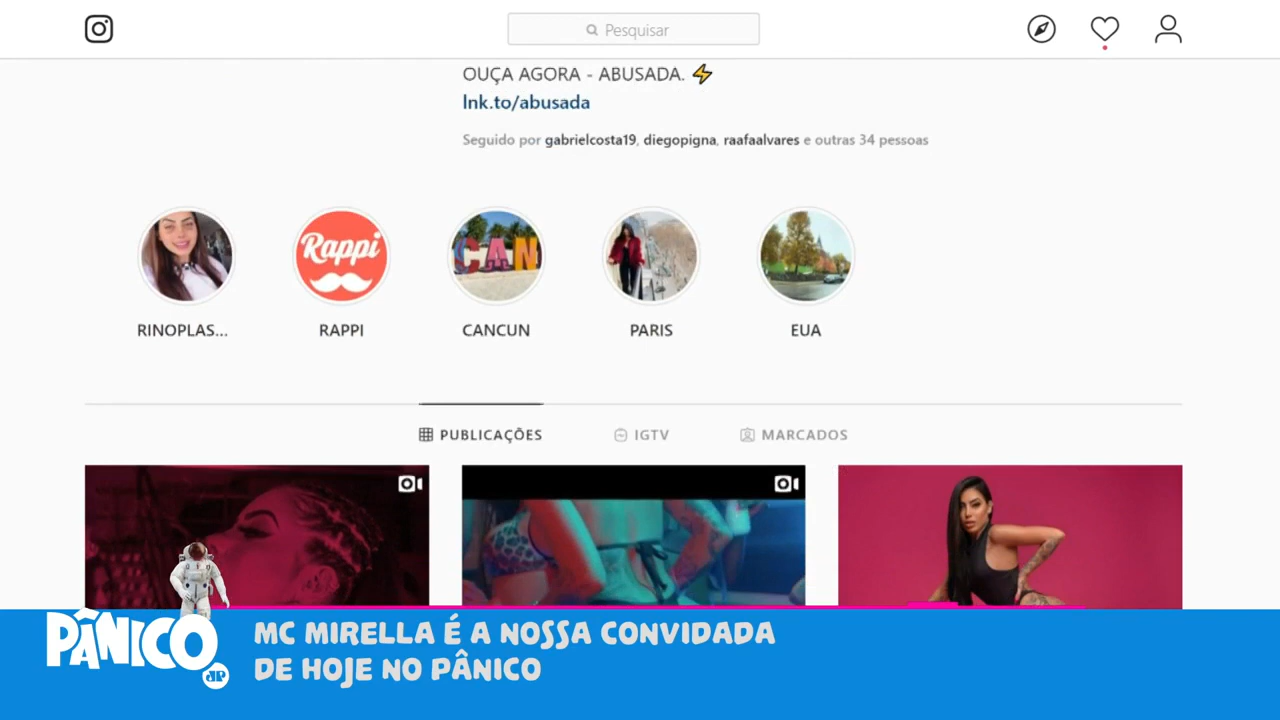 Pesquisar
OUÇA AGORA - ABUSADA. ⚡
lnk.to/abusada
Seguido por gabrielcosta19, diegopigna, raafaalvares e outras 34 pessoas
Rappi
CAN
RINOPLAS...
RAPPI
CANCUN
PARIS
EUA
PUBLICAÇÕES
IGTV
MARCADOS
PÂNICO
JP
MC MIRELLA É A NOSSA CONVIDADA
DE HOJE NO PÂNICO